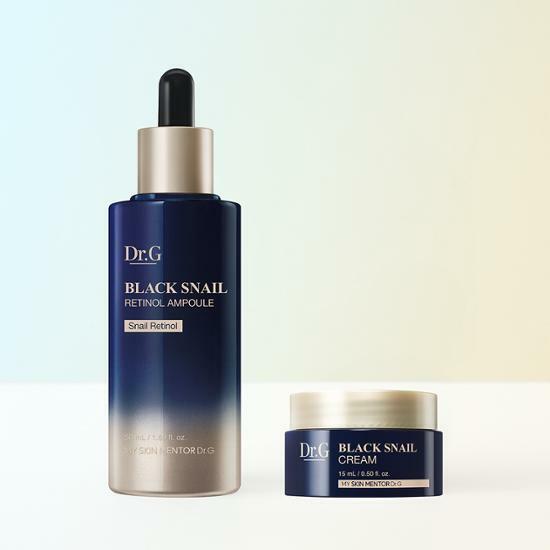 Dr.G
BLACK SNAIL
RETINOL AMPOULE
Snail Retinol
MY SKIN MENTOR Dr.G
Dr.G
BLACK SNAIL
CREAM
15 mL / 0.50 fl. oz.
MY SKIN MENTOR Dr.G